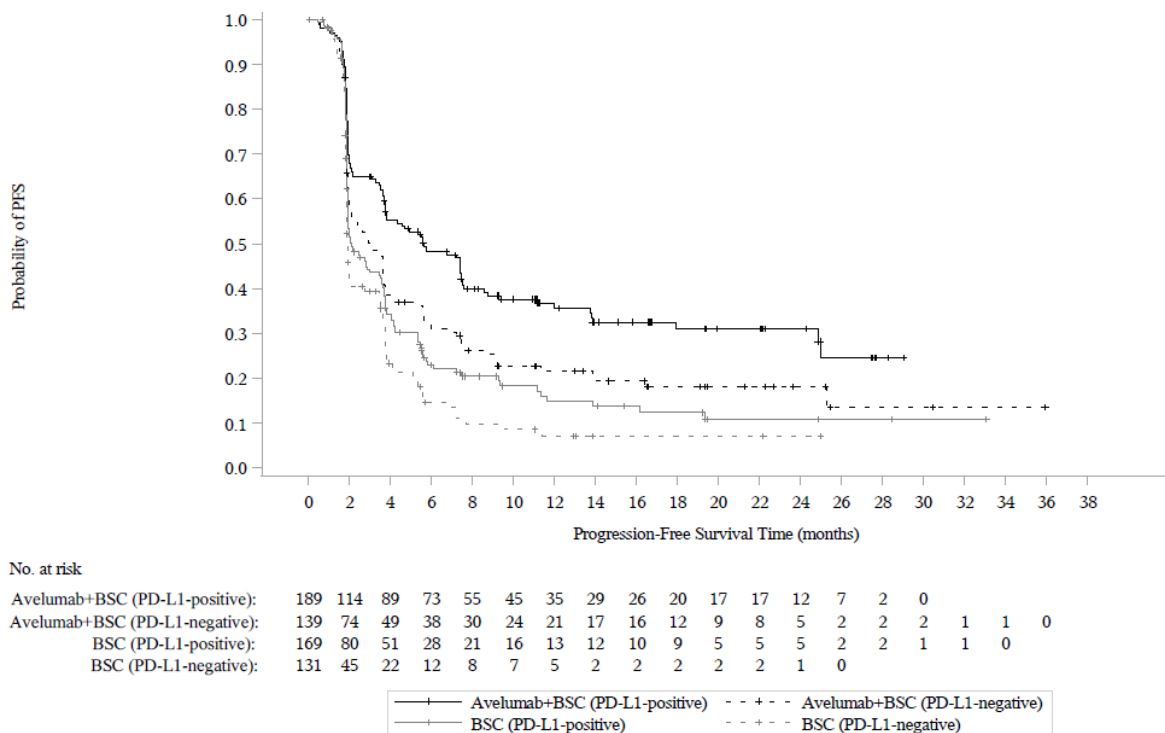 1.0
0.9
0.8
0.7
0.6
0.5
0.4
0.3
0.2
0.1
0.0
Probability of PFS
0 2 4 6 8 10 12 14 16 18 20 22 24 26 28 30 32 34 36 38
Progression-Free Survival Time (months)
No. at risk
Avelumab+BSC (PD-L1-positive): 189 114 89 73 55 45 35 29 26 20 17 17 12 7 2 0
Avelumab+BSC (PD-L1-negative): 139 74 49 38 30 24 21 17 16 12 9 8 5 2 2 2 1 1 0
BSC (PD-L1-positive): 169 80 51 28 21 16 13 12 10 9 5 5 5 2 2 1 1 0
BSC (PD-L1-negative): 131 45 22 12 8 7 5 2 2 2 2 2 1 0
Avelumab+BSC (PD-L1-positive) Avelumab+BSC (PD-L1-negative)
BSC (PD-L1-positive) BSC (PD-L1-negative)